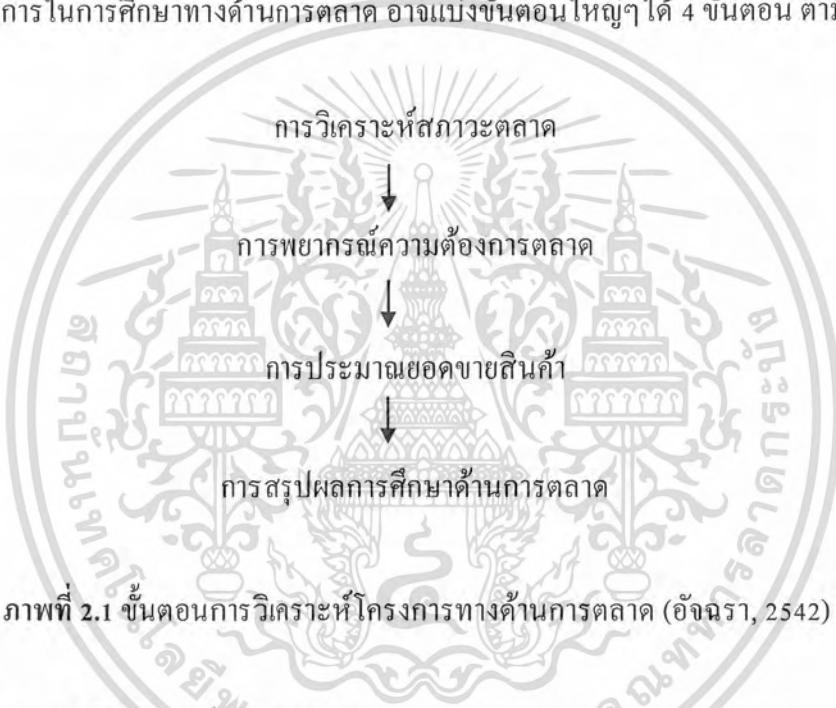 การในการศึกษาทางด้านการตลาด อาจแบ่งขั้นตอนใหญ่ๆได้ 4 ขั้นตอน
การวิเคราะห์สภาวะตลาด
การพยากรณ์ความต้องการตลาด
การประมาณยอดขายสินค้า
การสรุปผลการศึกษาด้านการตลาด
ภาพที่ 2.1 ขั้นตอนการวิเคราะห์โครงการทางด้านการตลาด (อัจฉรา, 2542)